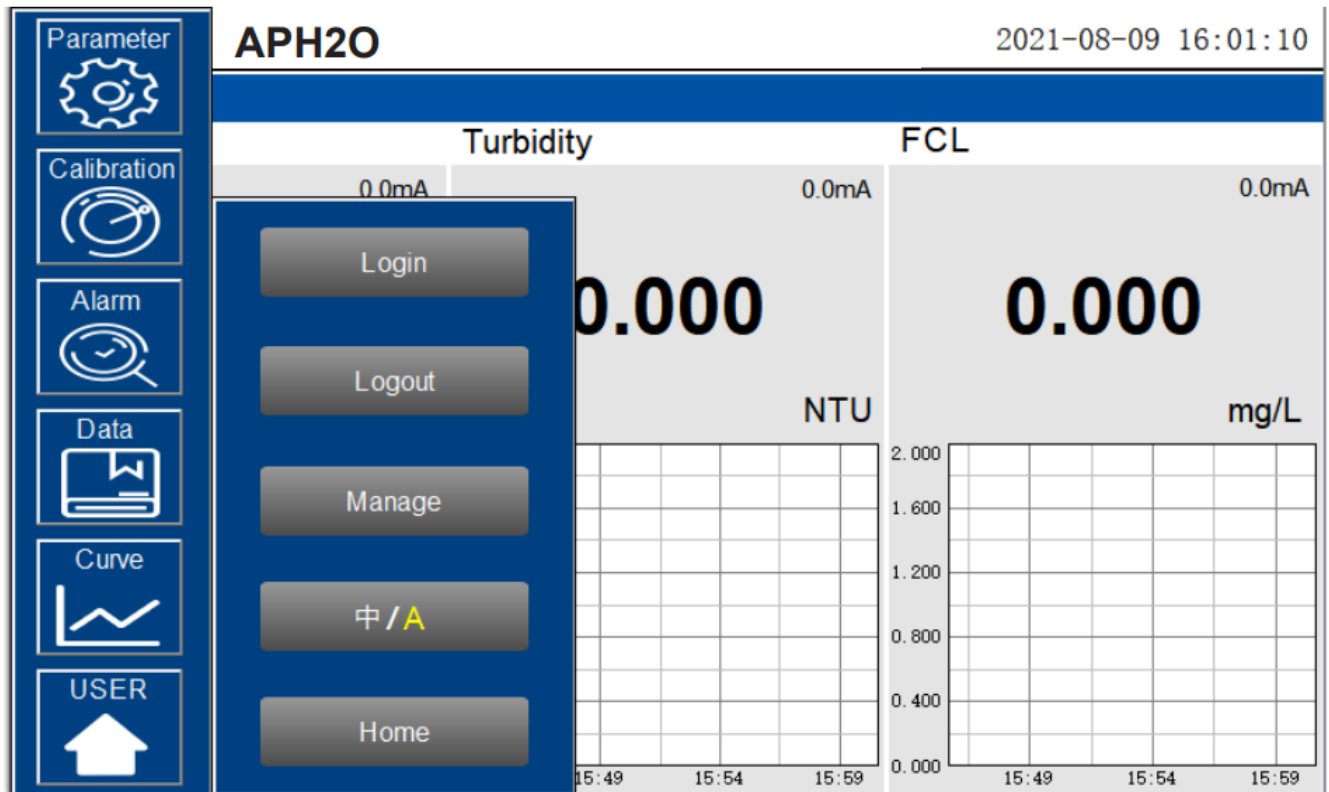 Parameter
APH2O
2021-08-09 16:01:10
Calibration
Alarm
Data
Curve
USER
Login
Logout
Manage
中/A
Home
0.0mA
Turbidity
0.0mA
0.000
NTU
15:49 15:54 15:59
FCL
0.0mA
0.000
mg/L
2.000
1.600
1.200
0.800
0.400
0.000
15:49 15:54 15:59